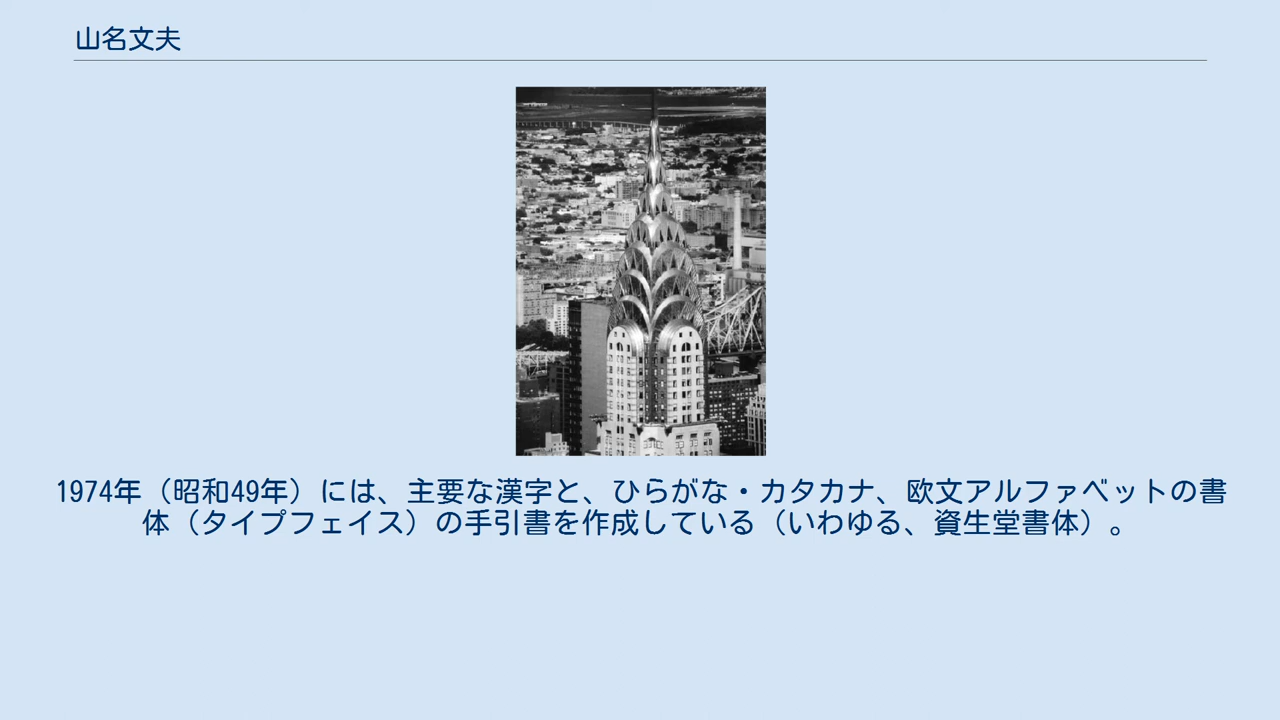 山名文夫
1974年（昭和49年）には、主要な漢字と、ひらがな・カタカナ、欧文アルファベットの書
体（タイプフェイス）の手引書を作成している（いわゆる、資生堂書体）。